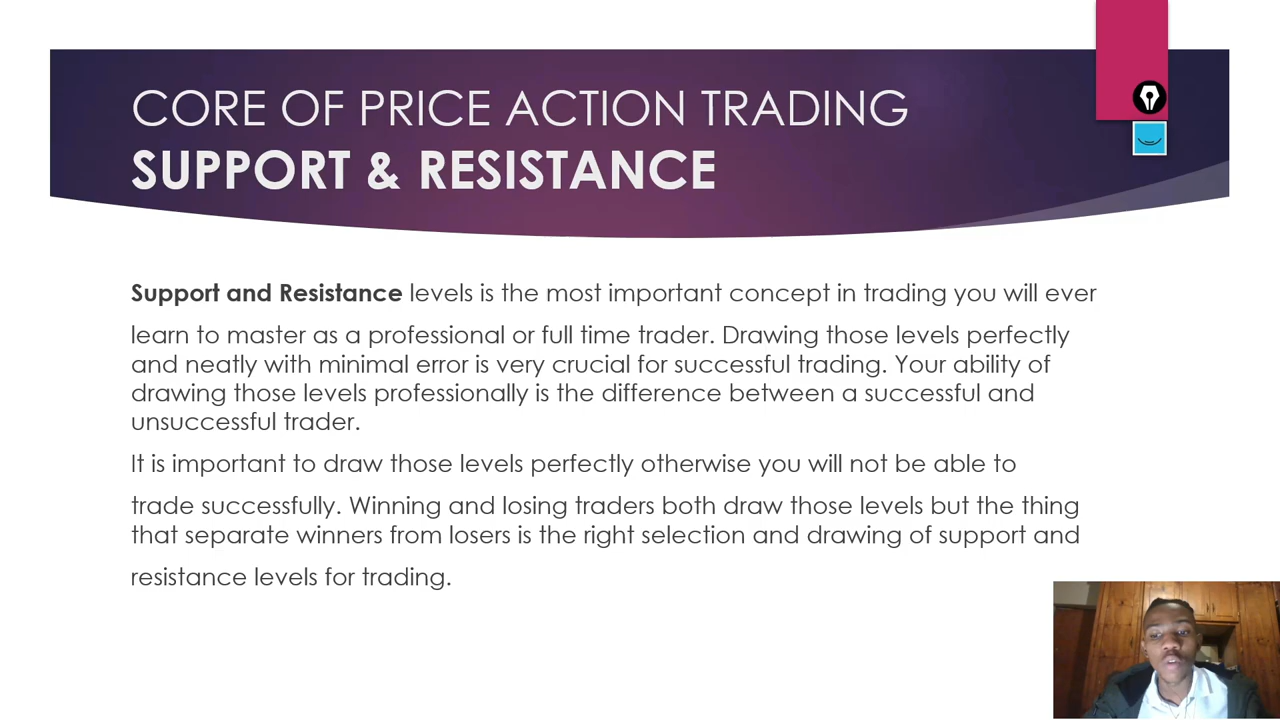 CORE OF PRICE ACTION TRADING
SUPPORT & RESISTANCE
Support and Resistance levels is the most important concept in trading you will ever
learn to master as a professional or full time trader. Drawing those levels perfectly
and neatly with minimal error is very crucial for successful trading. Your ability of
drawing those levels professionally is the difference between a successful and
unsuccessful trader.
It is important to draw those levels perfectly otherwise you will not be able to
trade successfully. Winning and losing traders both draw those levels but the thing
that separate winners from losers is the right selection and drawing of support and
resistance levels for trading.